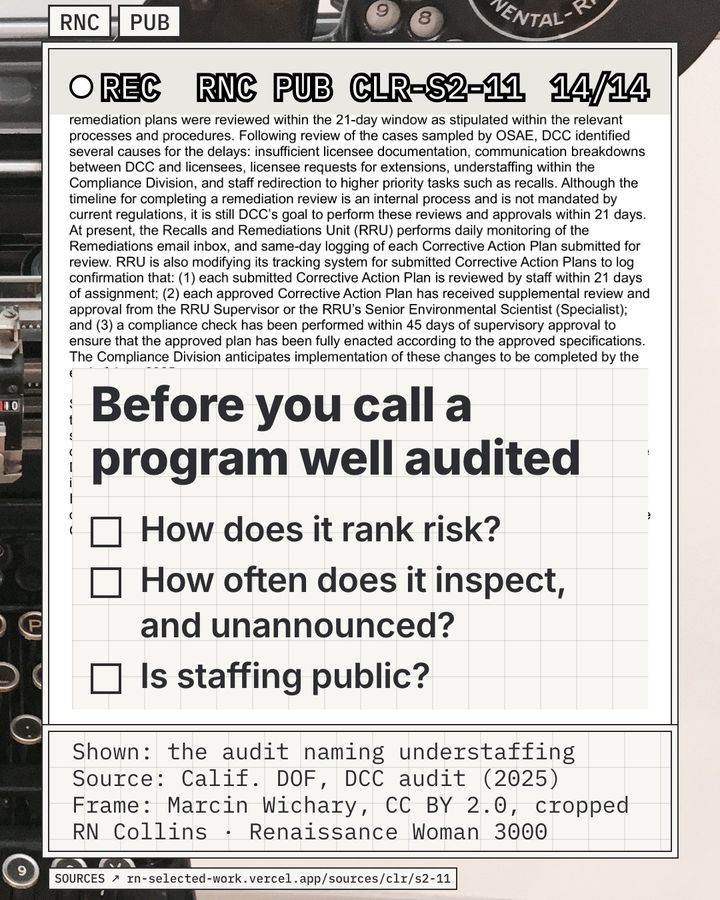 RNC PUB
9 8
NENTAL-R
REC RNC PUB CLR-S2-11 14/14
remediation plans were reviewed within the 21-day window as stipulated within the relevant
processes and procedures. Following review of the cases sampled by OSAE, DCC identified
several causes for the delays: insufficient licensee documentation, communication breakdowns
between DCC and licensees, licensee requests for extensions, understaffing within the
Compliance Division, and staff redirection to higher priority tasks such as recalls. Although the
timeline for completing a remediation review is an internal process and is not mandated by
current regulations, it is still DCC's goal to perform these reviews and approvals within 21 days.
At present, the Recalls and Remediations Unit (RRU) performs daily monitoring of the
Remediations email inbox, and same-day logging of each Corrective Action Plan submitted for
review. RRU is also modifying its tracking system for submitted Corrective Action Plans to log
confirmation that: (1) each submitted Corrective Action Plan is reviewed by staff within 21 days
of assignment; (2) each approved Corrective Action Plan has received supplemental review and
approval from the RRU Supervisor or the RRU's Senior Environmental Scientist (Specialist);
and (3) a compliance check has been performed within 45 days of supervisory approval to
ensure that the approved plan has been fully enacted according to the approved specifications.
The Compliance Division anticipates implementation of these changes to be completed by the
Before you call a
program well audited
How does it rank risk?
How often does it inspect,
and unannounced?
Is staffing public?
Shown: the audit naming understaffing
Source: Calif. DOF, DCC audit (2025)
Frame: Marcin Wichary, CC BY 2.0, cropped
RN Collins · Renaissance Woman 3000
10
P
9
SOURCES ↗ rn-selected-work.vercel.app/sources/clr/s2-11